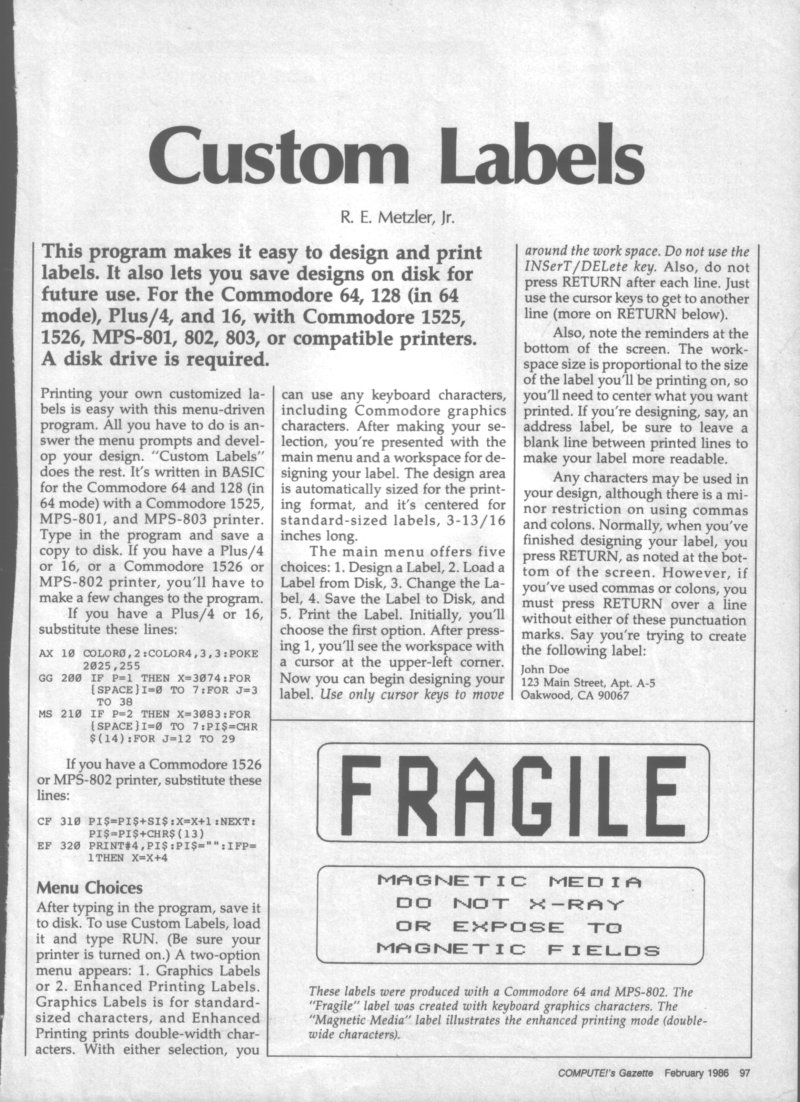 Custom Labels
R. E. Metzler, Jr.
This program makes it easy to design and print
labels. It also lets you save designs on disk for
future use. For the Commodore 64, 128 (in 64
mode), Plus/4, and 16, with Commodore 1525,
1526, MPS-801, 802, 803, or compatible printers.
A disk drive is required.
Printing your own customized la-
bels is easy with this menu-driven
program. All you have to do is an-
swer the menu prompts and devel-
op your design. "Custom Labels"
does the rest. It's written in BASIC
for the Commodore 64 and 128 (in
64 mode) with a Commodore 1525,
MPS-801, and MPS-803 printer.
Type in the program and save a
copy to disk. If you have a Plus/4
or 16, or a Commodore 1526 or
MPS-802 printer, you'll have to
make a few changes to the program.
If you have a Plus/4 or 16,
substitute these lines:
AX 10 COLOR0,2:COLOR4,3,3:POKE
2025,255
GG 200 IF P=1 THEN X=3074:FOR
{SPACE}I=0 TO 7:FOR J=3
TO 38
MS 210 IF P=2 THEN X=3083:FOR
{SPACE}I=0 TO 7:PI$=CHR
$(14):FOR J=12 TO 29
If you have a Commodore 1526
or MPS-802 printer, substitute these
lines:
CF 310 PI$=PI$+SI$:X=X+1:NEXT:
PI$=PI$+CHR$(13)
EF 320 PRINT#4,PI$:PI$="":IFP=
1THEN X=X+4
Menu Choices
After typing in the program, save it
to disk. To use Custom Labels, load
it and type RUN. (Be sure your
printer is turned on.) A two-option
menu appears: 1. Graphics Labels
or 2. Enhanced Printing Labels.
Graphics Labels is for standard-
sized characters, and Enhanced
Printing prints double-width char-
acters. With either selection, you
can use any keyboard characters,
including Commodore graphics
characters. After making your se-
lection, you're presented with the
main menu and a workspace for de-
signing your label. The design area
is automatically sized for the print-
ing format, and it's centered for
standard-sized labels, 3-13/16
inches long.
The main menu offers five
choices: 1. Design a Label, 2. Load a
Label from Disk, 3. Change the La-
bel, 4. Save the Label to Disk, and
5. Print the Label. Initially, you'll
choose the first option. After press-
ing 1, you'll see the workspace with
a cursor at the upper-left corner.
Now you can begin designing your
label. Use only cursor keys to move
around the work space. Do not use the
INSerT/DELete key. Also, do not
press RETURN after each line. Just
use the cursor keys to get to another
line (more on RETURN below).
Also, note the reminders at the
bottom of the screen. The work-
space size is proportional to the size
of the label you'll be printing on, so
you'll need to center what you want
printed. If you're designing, say, an
address label, be sure to leave a
blank line between printed lines to
make your label more readable.
Any characters may be used in
your design, although there is a mi-
nor restriction on using commas
and colons. Normally, when you've
finished designing your label, you
press RETURN, as noted at the bot-
tom of the screen. However, if
you've used commas or colons, you
must press RETURN over a line
without either of these punctuation
marks. Say you're trying to create
the following label:
John Doe
123 Main Street, Apt. A-5
Oakwood, CA 90067
FRAGILE
MAGNETIC MEDIA
DO NOT X-RAY
OR EXPOSE TO
MAGNETIC FIELDS
These labels were produced with a Commodore 64 and MPS-802. The
"Fragile" label was created with keyboard graphics characters. The
"Magnetic Media" label illustrates the enhanced printing mode (double-
wide characters).
COMPUTE!'s Gazette February 1986 97